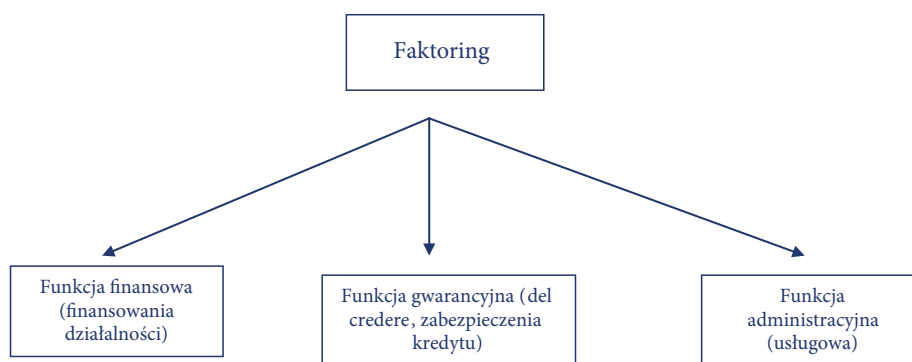 Faktoring
Funkcja finansowa
(finansowania
działalności)
Funkcja gwarancyjna (del
credere, zabezpieczenia
kredytu)
Funkcja
administracyjna
(usługowa)